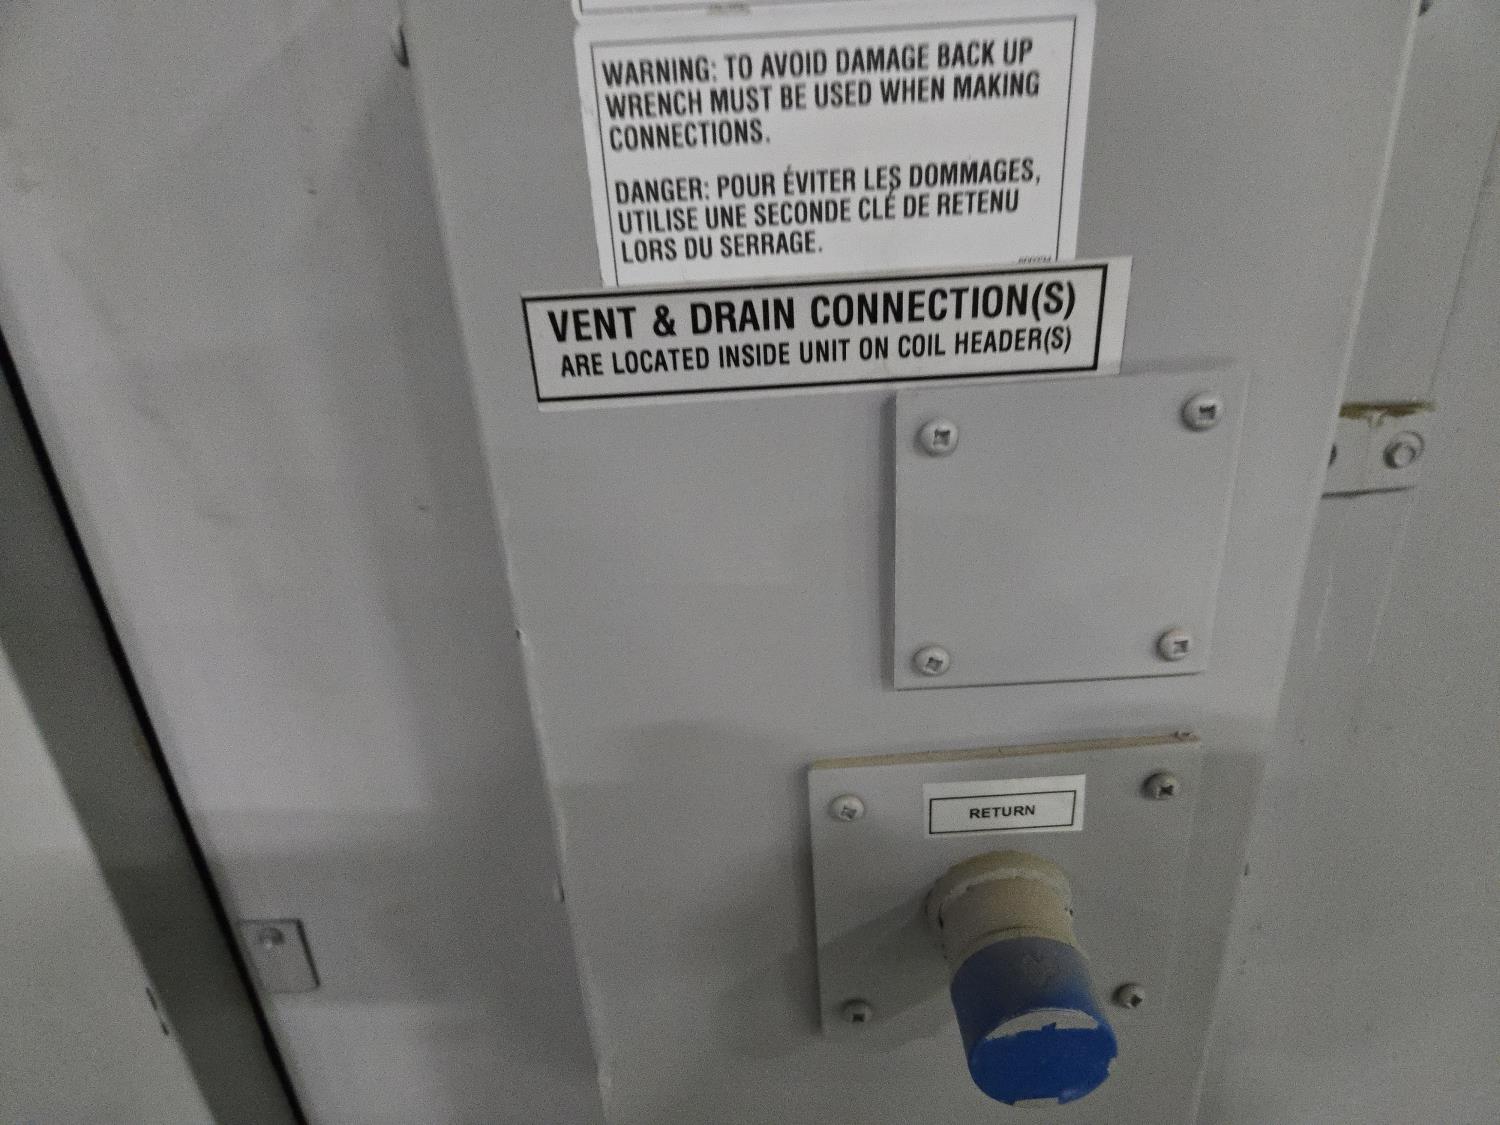 WARNING: TO AVOID DAMAGE BACK UP
WRENCH MUST BE USED WHEN MAKING
CONNECTIONS.
DANGER: POUR ÉVITER LES DOMMAGES,
UTILISE UNE SECONDE CLÉ DE RETENU
LORS DU SERRAGE.
VENT & DRAIN CONNECTION(S)
ARE LOCATED INSIDE UNIT ON COIL HEADER(S)
RETURN